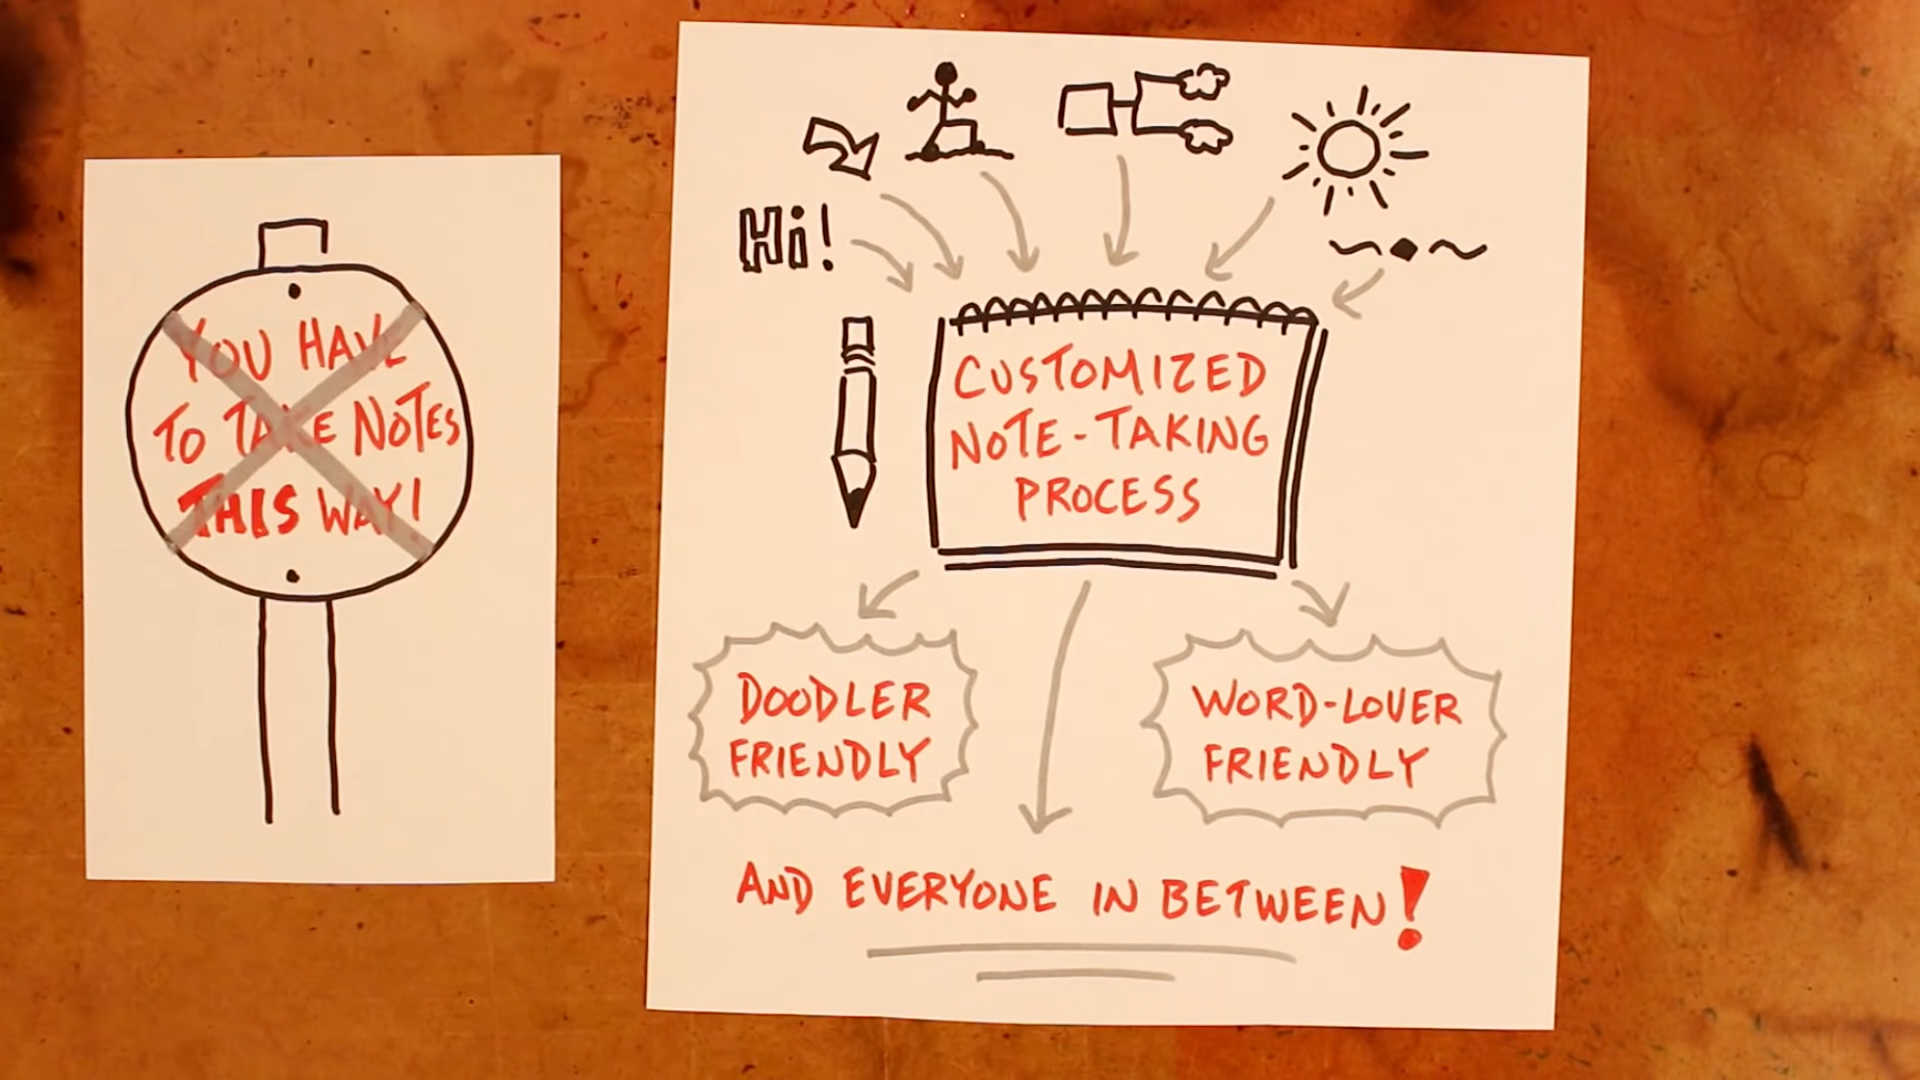 YOU HAVE
TO TAKE NOTES
THIS WAY!
Hi!
CUSTOMIZED
NOTE-TAKING
PROCESS
DOODLER
FRIENDLY
WORD-LOVER
FRIENDLY
AND EVERYONE IN BETWEEN!